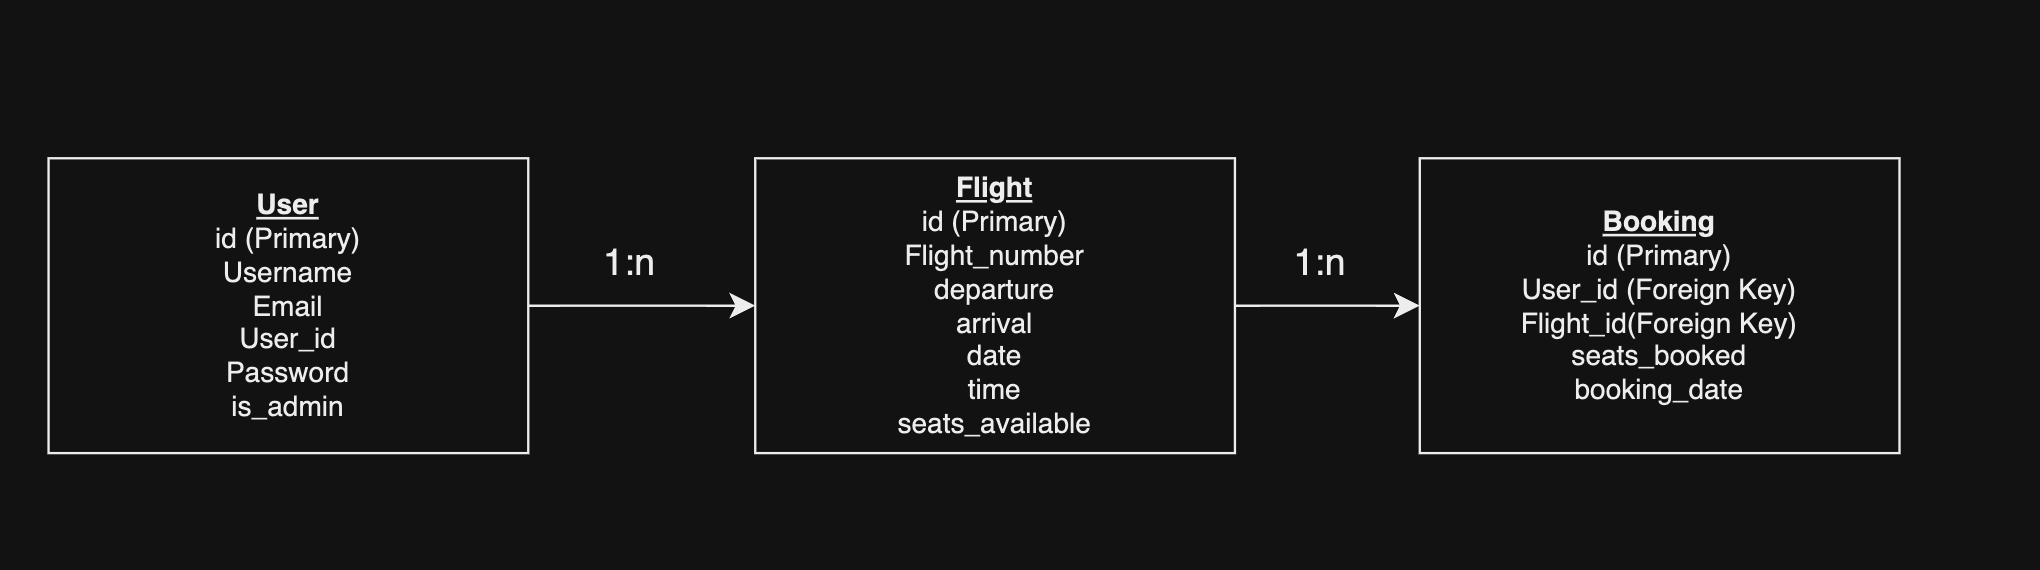 User
id (Primary)
Username
Email
User_id
Password
is_admin
1:n
Flight
id (Primary)
Flight_number
departure
arrival
date
time
seats_available
1:n
Booking
id (Primary)
User_id (Foreign Key)
Flight_id(Foreign Key)
seats_booked
booking_date